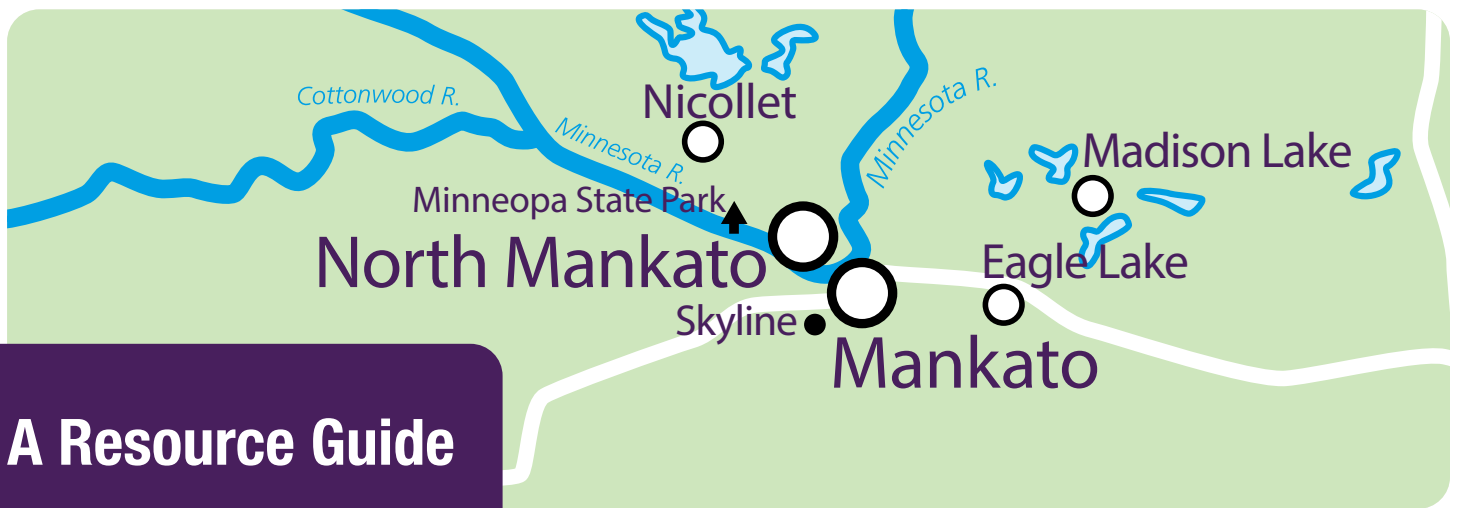 Cottonwood R.
Minnesota R.
Nicollet
Minnesota R.
Madison Lake
Minneopa State Park
North Mankato
Eagle Lake
Skyline
Mankato
A Resource Guide